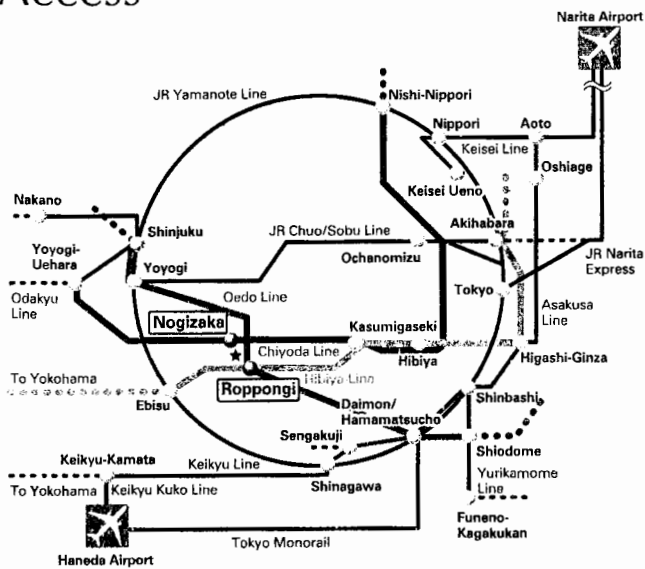 Access
Narita Airport
JR Yamanote Line
Nishi-Nippori
Nippori
Aoto
Keisei Line
Oshiage
Keisei Ueno
Nakano
Shinjuku
JR Chuo/Sobu Line
Akihabara
Yoyogi-
Uehara
Ochanomizu
JR Narita
Express
Yoyogi
Oedo Line
Tokyo
Odakyu
Line
Asakusa
Line
Nogizaka
Kasumigaseki
Chiyoda Line
Hibiya
Higashi-Ginza
To Yokohama
Hibiya Line
Roppongi
Ebisu
Shinbashi
Daimon/
Hamamatsucho
Sengakuji
Shiodome
Keikyu-Kamata
Keikyu Line
Shinagawa
Yurikamome
Line
To Yokohama
Keikyu Kuko Line
Funeno-
Kagakukan
Tokyo Monorail
Haneda Airport